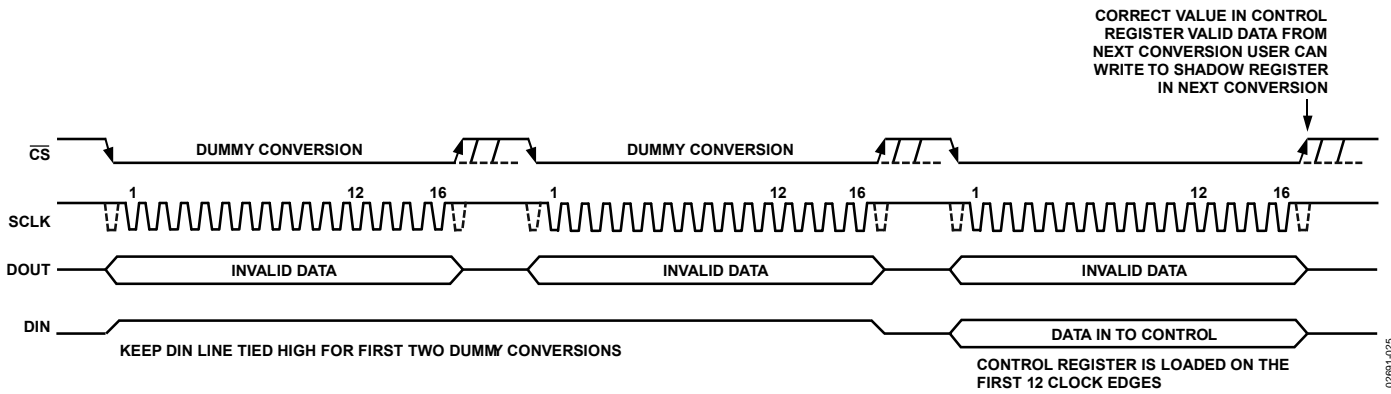 CORRECT VALUE IN CONTROL
REGISTER VALID DATA FROM
NEXT CONVERSION USER CAN
WRITE TO SHADOW REGISTER
IN NEXT CONVERSION
CS
DUMMY CONVERSION
DUMMY CONVERSION
1 12 16 1 12 16 1 12 16
SCLK
DOUT INVALID DATA INVALID DATA INVALID DATA
DIN
DATA IN TO CONTROL
KEEP DIN LINE TIED HIGH FOR FIRST TWO DUMMY CONVERSIONS
CONTROL REGISTER IS LOADED ON THE
FIRST 12 CLOCK EDGES
02691-025